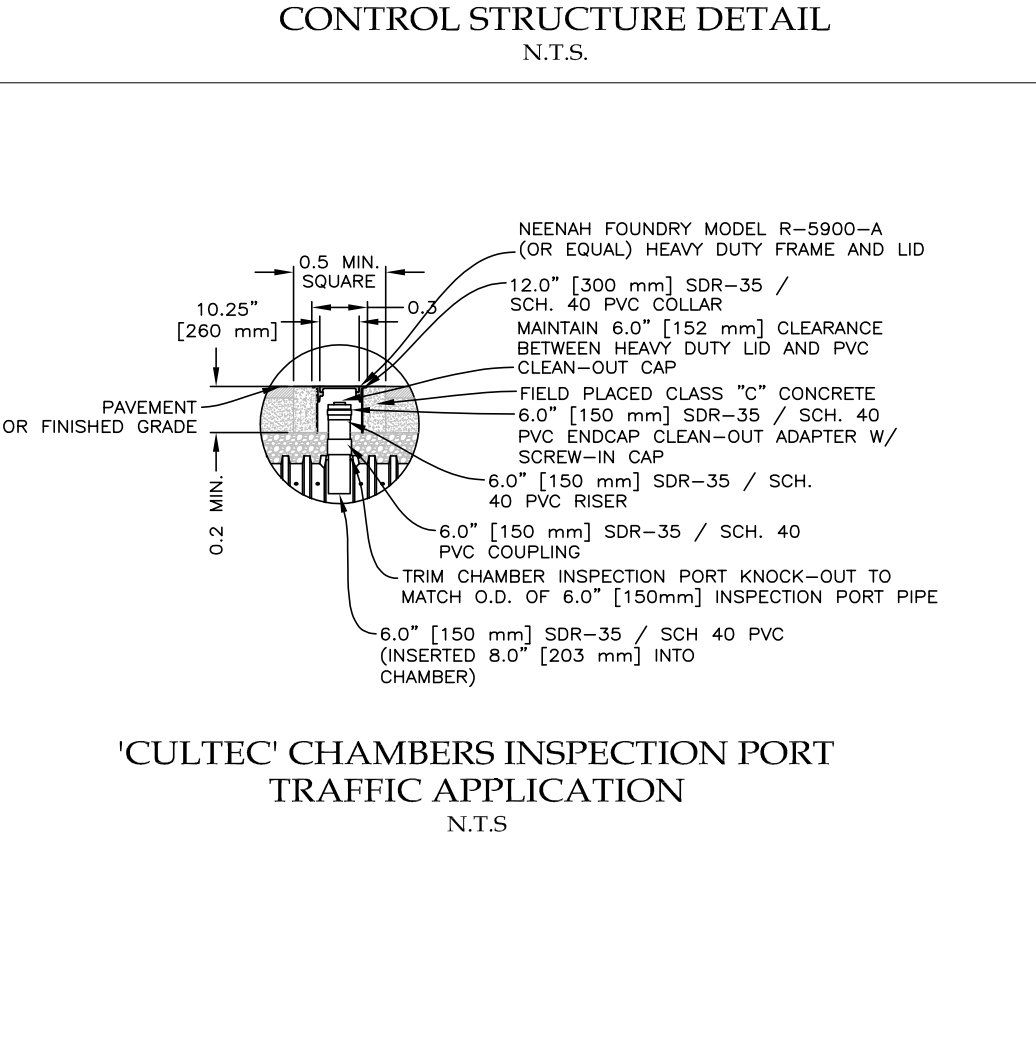 CONTROL STRUCTURE DETAIL
N.T.S.
NEENAH FOUNDRY MODEL R-5900-A
(OR EQUAL) HEAVY DUTY FRAME AND LID
0.5 MIN.
SQUARE
12.0" [300 mm] SDR-35 /
SCH. 40 PVC COLLAR
10.25"
[260 mm]
0.3
MAINTAIN 6.0" [152 mm] CLEARANCE
BETWEEN HEAVY DUTY LID AND PVC
CLEAN-OUT CAP
FIELD PLACED CLASS "C" CONCRETE
PAVEMENT
OR FINISHED GRADE
6.0" [150 mm] SDR-35 / SCH. 40
PVC ENDCAP CLEAN-OUT ADAPTER W/
SCREW-IN CAP
6.0" [150 mm] SDR-35 / SCH.
40 PVC RISER
0.2 MIN.
6.0" [150 mm] SDR-35 / SCH. 40
PVC COUPLING
TRIM CHAMBER INSPECTION PORT KNOCK-OUT TO
MATCH O.D. OF 6.0" [150mm] INSPECTION PORT PIPE
6.0" [150 mm] SDR-35 / SCH 40 PVC
(INSERTED 8.0" [203 mm] INTO
CHAMBER)
'CULTEC' CHAMBERS INSPECTION PORT
TRAFFIC APPLICATION
N.T.S